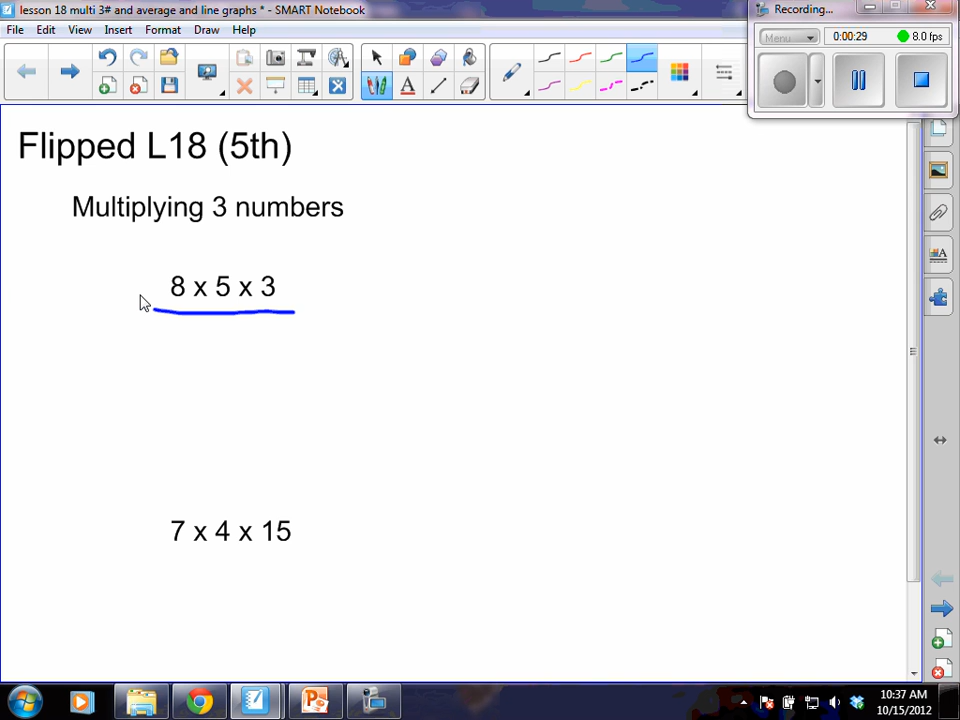 lesson 18 multi 3# and average and line graphs * - SMART Notebook
Recording...
File Edit View Insert Format Draw Help
Menu
0:00:29
8.0 fps
Flipped L18 (5th)
Multiplying 3 numbers
8 x 5 x 3
7 x 4 x 15
10:37 AM
10/15/2012